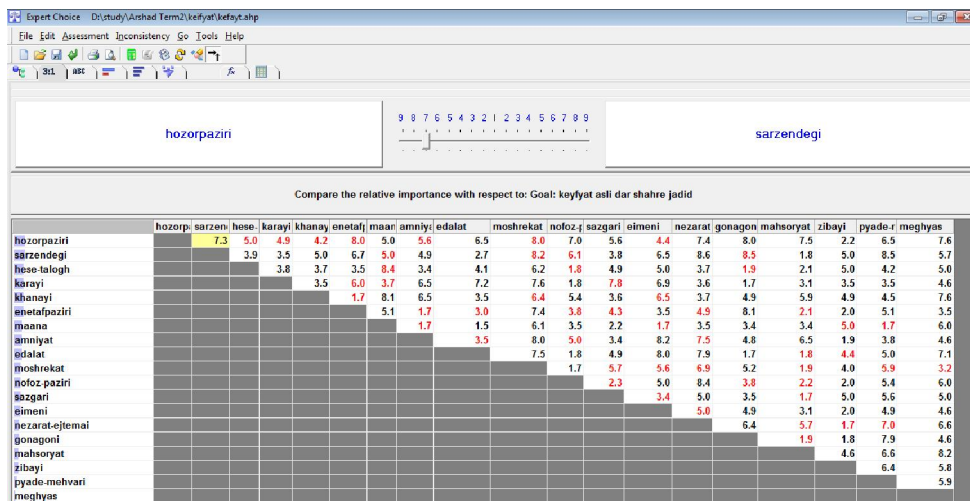 Expert Choice D:\study\Arshad Term2\keifyat\kefayt.ahp
File Edit Assessment Inconsistency Go Tools Help
3:1 ABC fx
hozorpaziri 9 8 7 6 5 4 3 2 1 2 3 4 5 6 7 8 9 sarzendegi
Compare the relative importance with respect to: Goal: keyfyat asli dar shahre jadid
hozorp sarzen hese- karayi khanay enetafp maan amniya edalat moshrekat nofoz-p sazgari eimeni nezarat gonagon mahsoryat zibayi pyade-m meghyas
hozorpaziri 7.3 5.0 4.9 4.2 8.0 5.0 5.6 6.5 8.0 7.0 5.6 4.4 7.4 8.0 7.5 2.2 6.5 7.6
sarzendegi 3.9 3.5 5.0 6.7 5.0 4.9 2.7 8.2 6.1 3.8 6.5 8.6 8.5 1.8 5.0 8.5 5.7
hese-talogh 3.8 3.7 3.5 8.4 3.4 4.1 6.2 1.8 4.9 5.0 3.7 1.9 2.1 5.0 4.2 5.0
karayi 3.5 6.0 3.7 6.5 7.2 7.6 1.8 7.8 6.9 3.6 1.7 3.1 3.5 3.5 4.6
khanayi 1.7 8.1 6.5 3.5 6.4 5.4 3.6 6.5 3.7 4.9 5.9 4.9 4.5 7.6
enetafpaziri 5.1 1.7 3.0 7.4 3.8 4.3 3.5 4.9 8.1 2.1 2.0 5.1 3.5
maana 1.7 1.5 6.1 3.5 2.2 1.7 3.5 3.4 3.4 5.0 1.7 6.0
amniyat 3.5 8.0 5.0 3.4 8.2 7.5 4.8 6.5 1.9 3.8 4.6
edalat 7.5 1.8 4.9 8.0 7.9 1.7 1.8 4.4 5.0 7.1
moshrekat 1.7 5.7 5.6 6.9 5.2 1.9 4.0 5.9 3.2
nofoz-paziri 2.3 5.0 8.4 3.8 2.2 2.0 5.4 6.0
sazgari 3.4 5.0 3.5 1.7 5.0 5.6 5.0
eimeni 5.0 4.9 3.1 2.0 4.9 4.6
nezarat-ejtemai 6.4 5.7 1.7 7.0 6.6
gonagoni 1.9 1.8 7.9 4.6
mahsoryat 4.6 6.6 8.2
zibayi 6.4 5.8
pyade-mehvari 5.9
meghyas